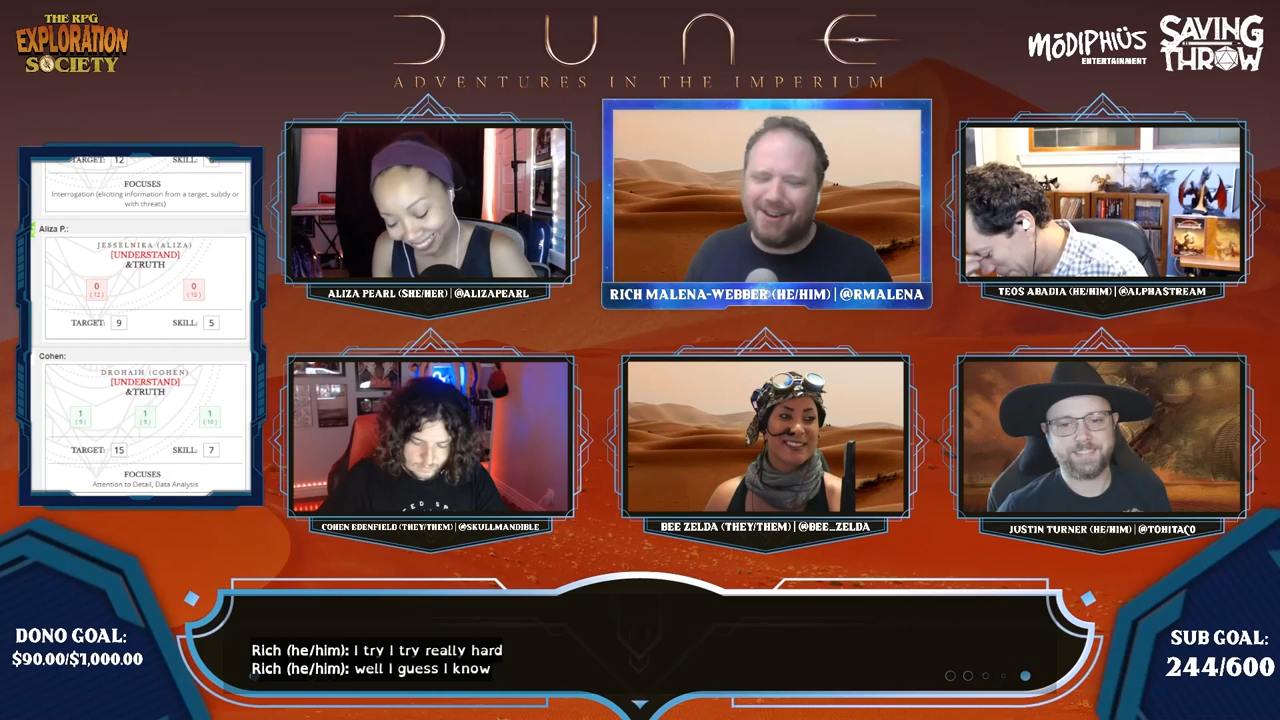 THE RPG
EXPLORATION
SOCIETY
DUNE
ADVENTURES IN THE IMPERIUM
MŌDIPHIÜS
ENTERTAINMENT
SAVING
THROW
TARGET: 12 SKILL:
FOCUSES
Interrogation (eliciting information from a target, subtly or
with threats)
Aliza P.:
JESSELNIKA (ALIZA)
[UNDERSTAND]
&TRUTH
0 0
(12) (15)
TARGET: 9 SKILL: 5
Cohen:
DROHAIH (COHEN)
[UNDERSTAND]
&TRUTH
1 1 1
(9) (9) (10)
TARGET: 15 SKILL: 7
FOCUSES
Attention to Detail, Data Analysis
ALIZA PEARL (SHE/HER) | @ALIZAPEARL
RICH MALENA-WEBBER (HE/HIM) | @RMALENA
TEOS ABADIA (HE/HIM) | @ALPHASTREAM
COHEN EDENFIELD (THEY/THEM) | @SKULLMANDIBLE
BEE ZELDA (THEY/THEM) | @BEE_ZELDA
JUSTIN TURNER (HE/HIM) | @TOHITACO
DONO GOAL:
$90.00/$1,000.00
Rich (he/him): I try I try really hard
Rich (he/him): well I guess I know
SUB GOAL:
244/600